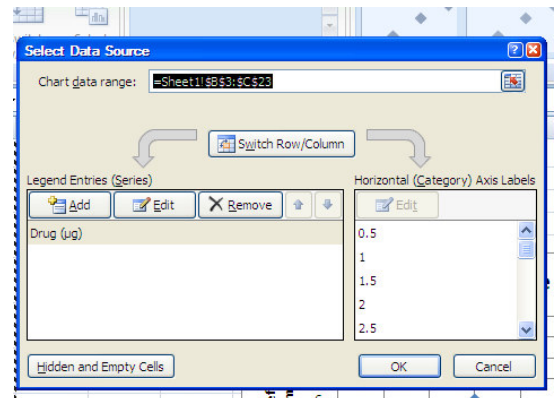 Select Data Source
Chart data range: =Sheet1!$B$3:$C$23
Switch Row/Column
Legend Entries (Series)
Horizontal (Category) Axis Labels
Add Edit Remove
Edit
Drug (µg)
0.5
1
1.5
2
2.5
Hidden and Empty Cells
OK Cancel